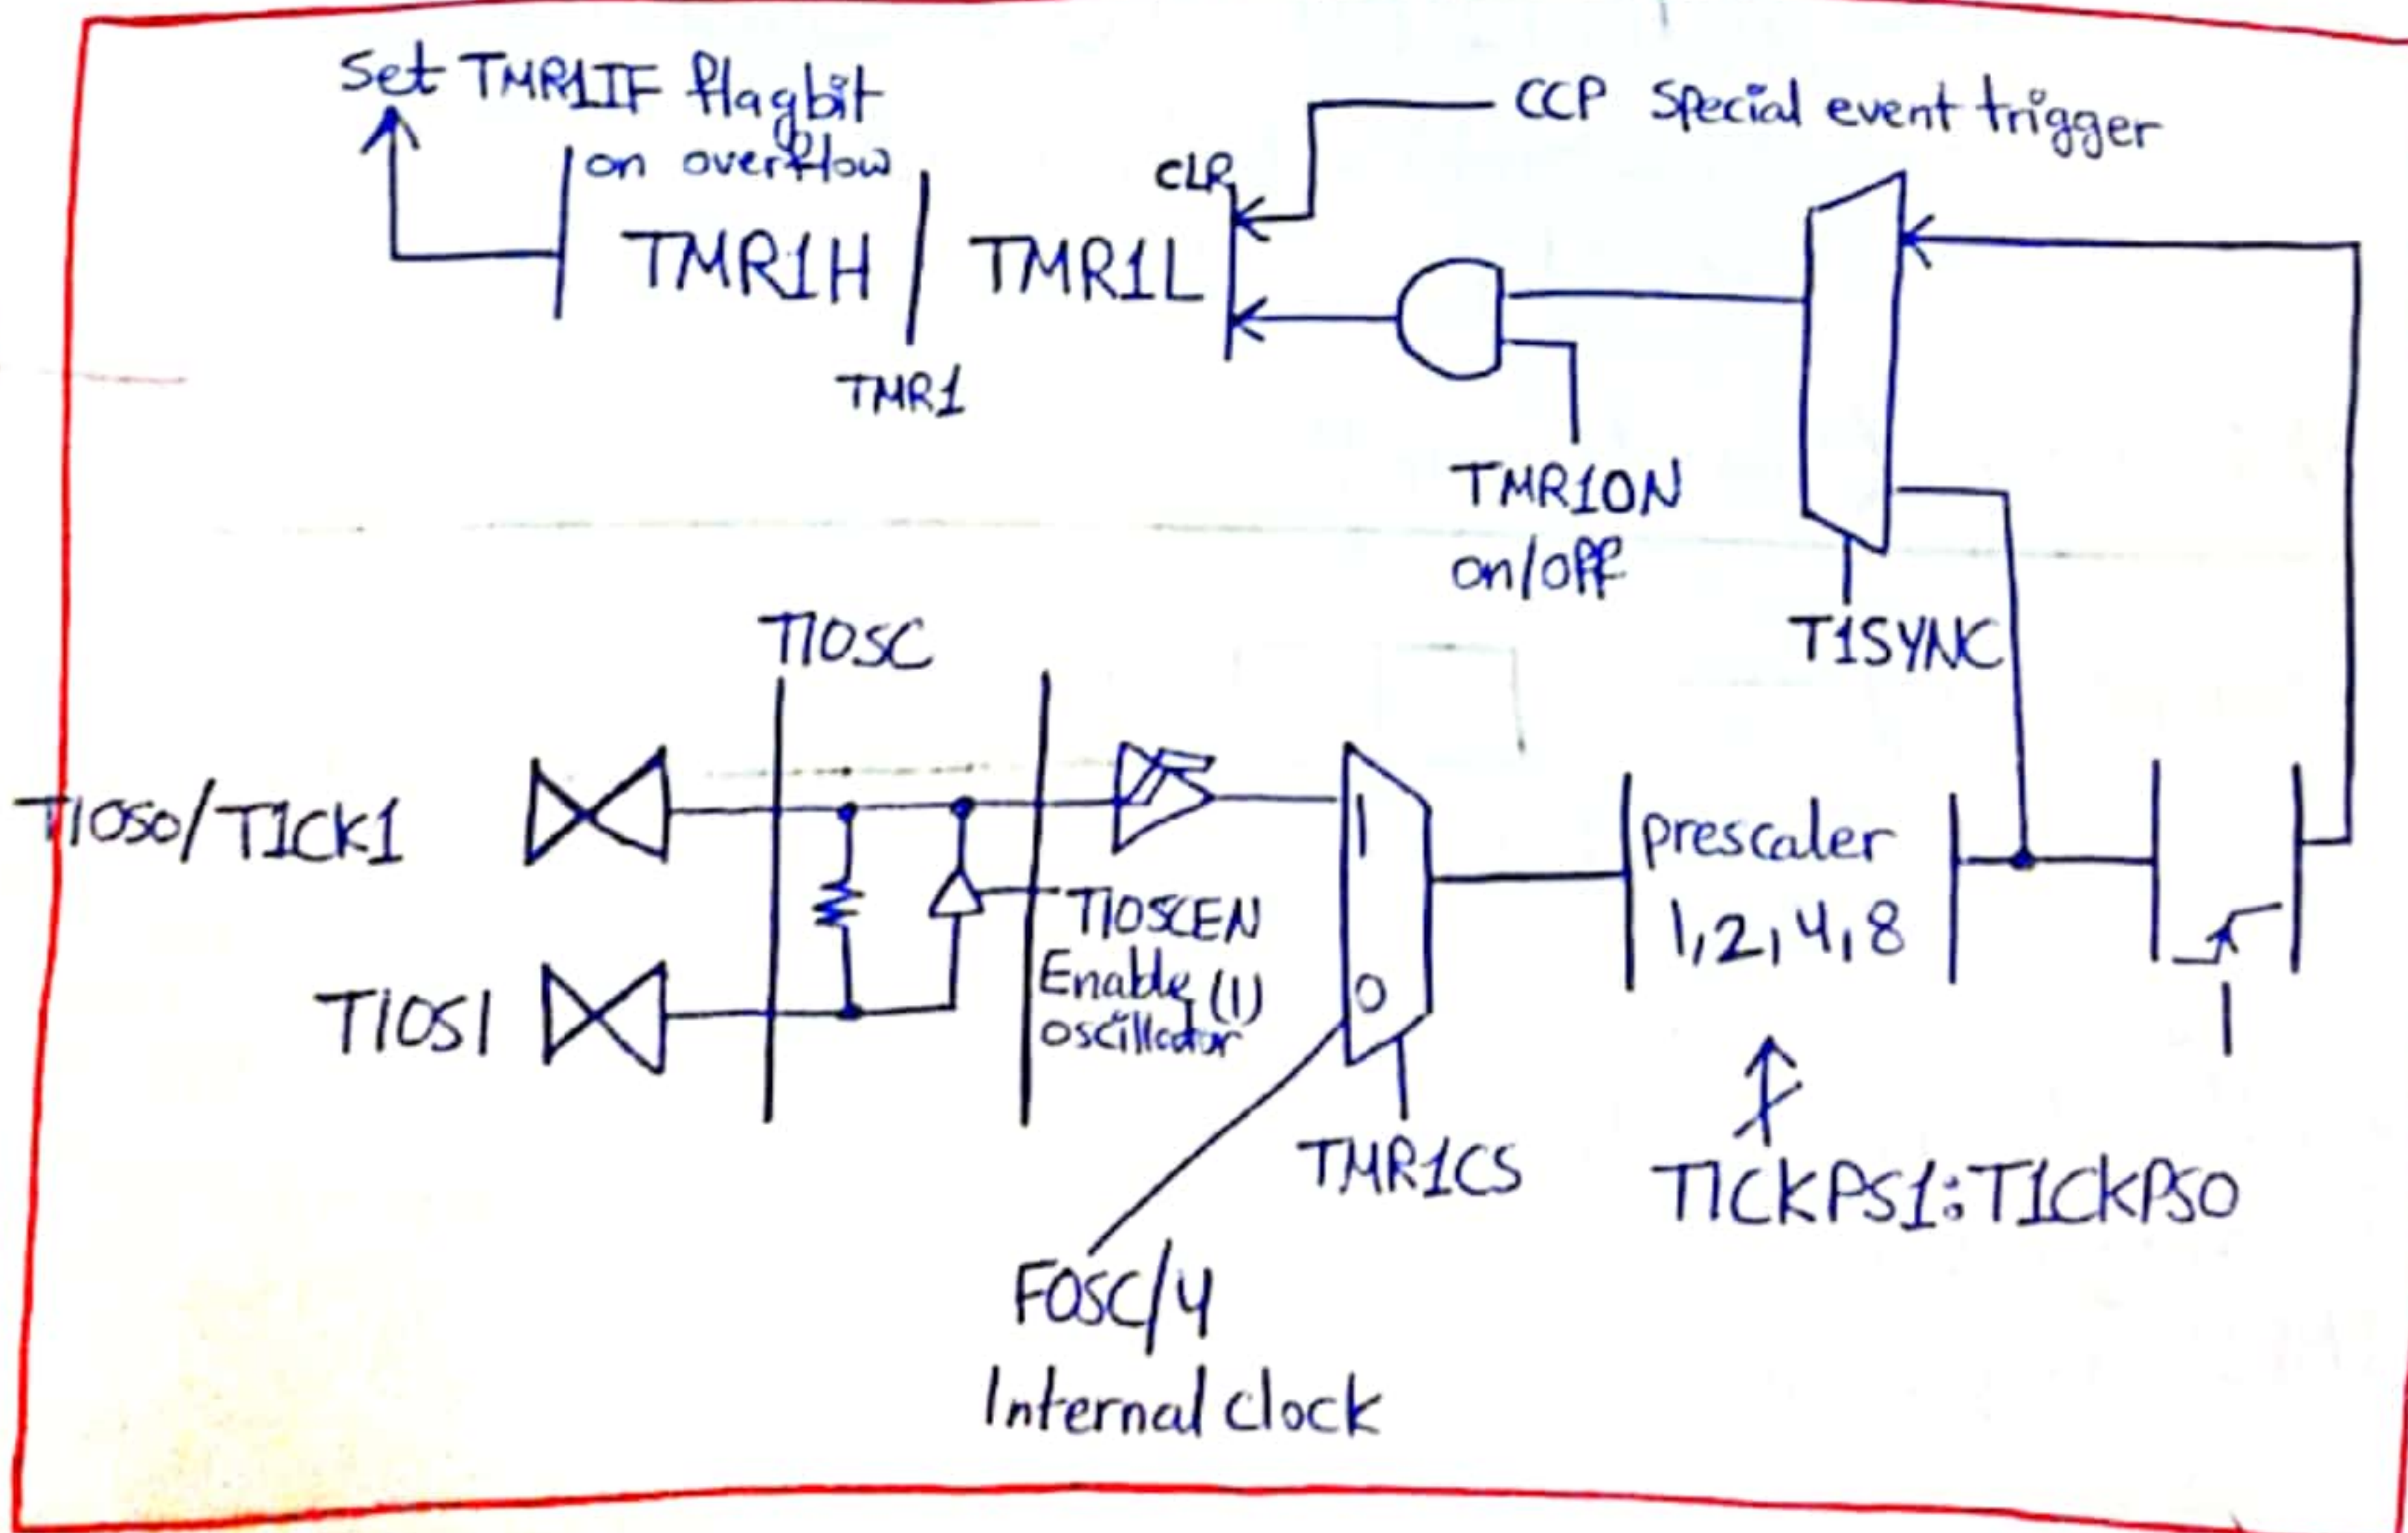 Set TMR1IF flagbit
on overflow
CCP Special event trigger
CLR
TMR1H
TMR1L
TMR1
TMR1ON
on/off
T1SYNC
T1OSC
T1OSO/T1CK1
T1OSCEN
Enable (1)
oscillator
T1OSI
1
0
prescaler
1,2,4,8
TMR1CS
T1CKPS1:T1CKPS0
FOSC/4
Internal clock